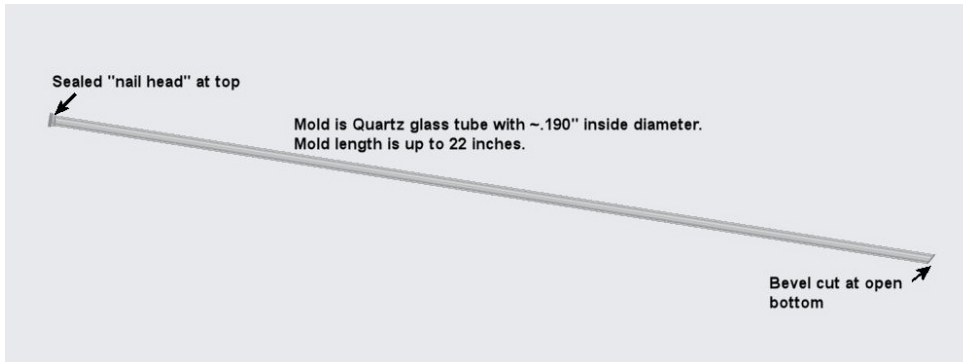 Sealed "nail head" at top
Mold is Quartz glass tube with ~.190" inside diameter.
Mold length is up to 22 inches.
Bevel cut at open
bottom